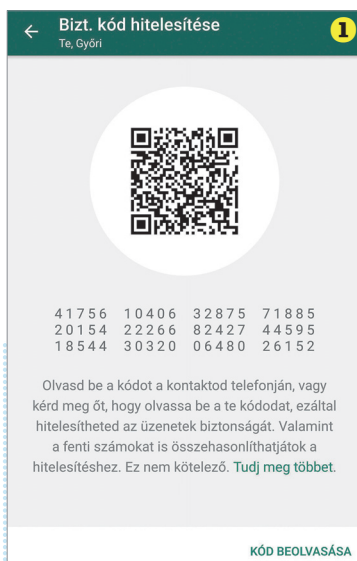 Bizt. kód hitelesítése
Te, Győri
1
41756 10406 32875 71885
20154 22266 82427 44595
18544 30320 06480 26152
Olvasd be a kódot a kontaktod telefonján, vagy
kérd meg őt, hogy olvassa be a te kódodat, ezáltal
hitelesítheted az üzenetek biztonságát. Valamint
a fenti számokat is összehasonlíthatjátok a
hitelesítéshez. Ez nem kötelező. Tudj meg többet.
KÓD BEOLVASÁSA